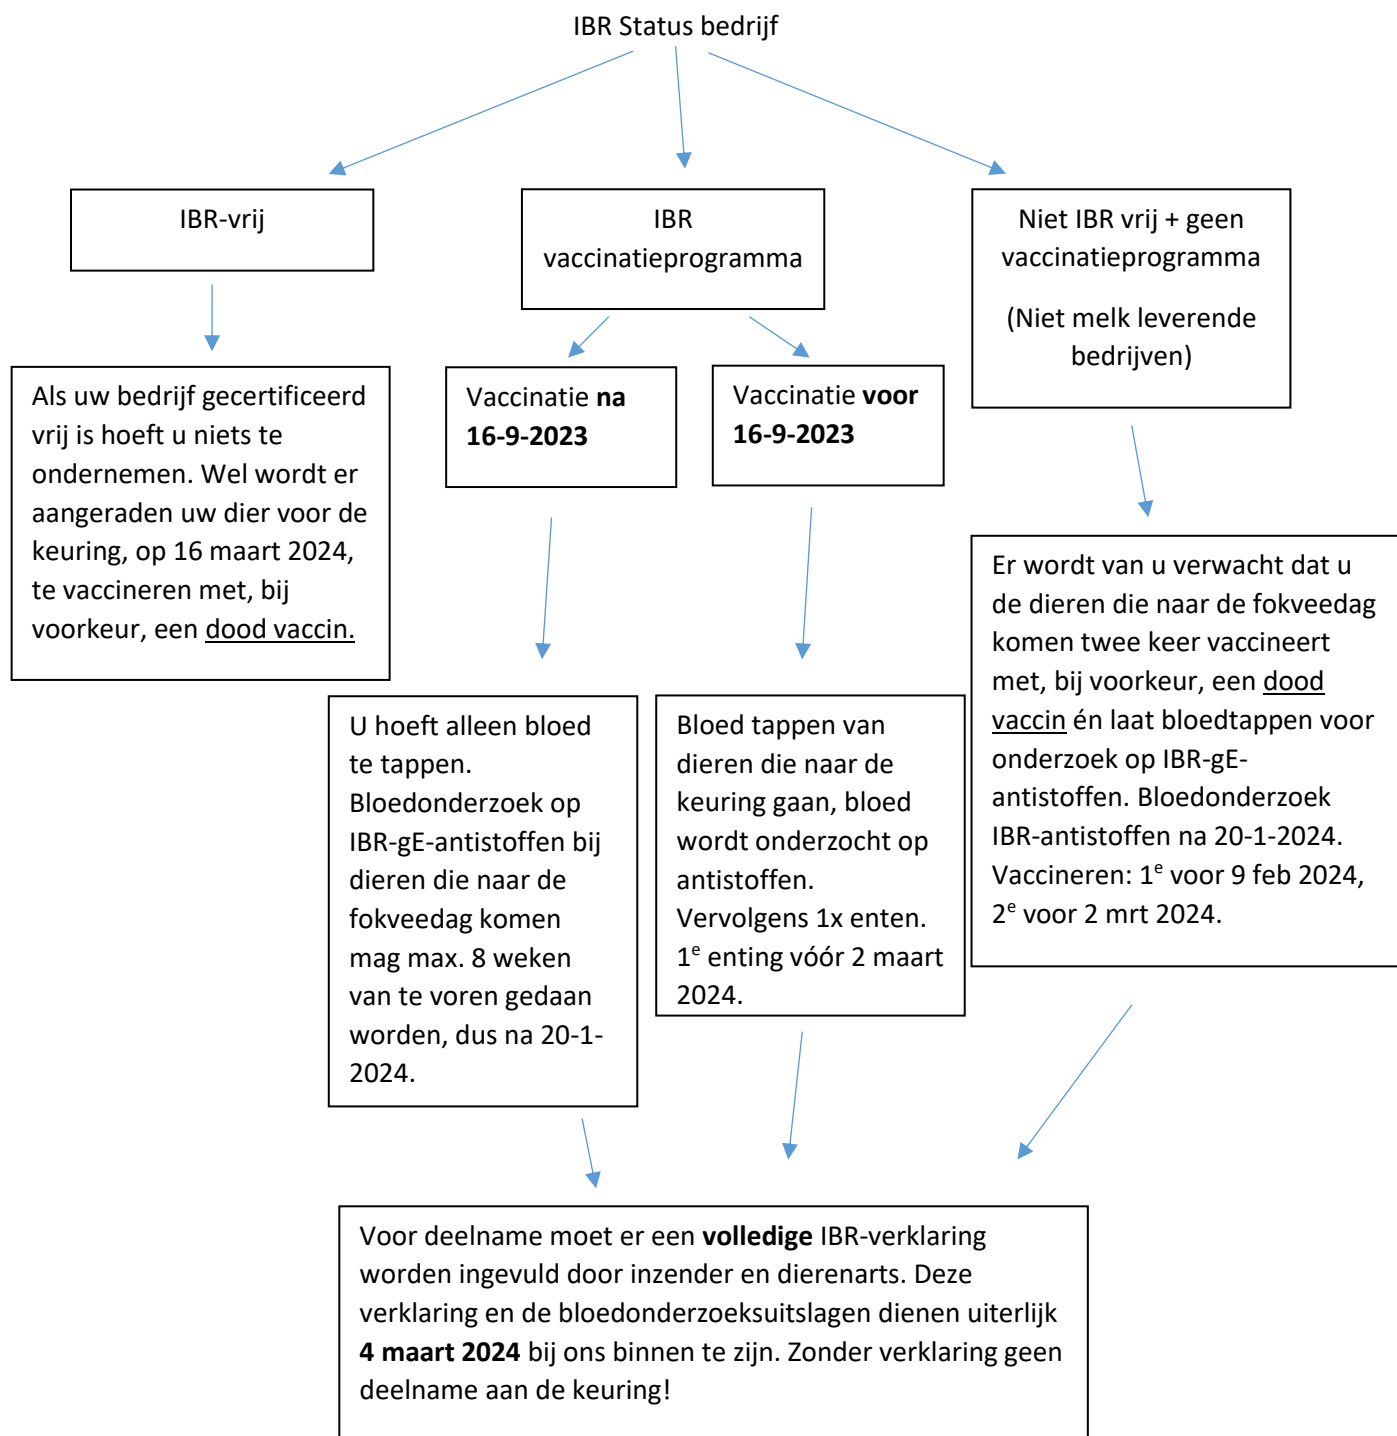 IBR Status bedrijf
IBR-vrij
IBR
vaccinatieprogramma
Niet IBR vrij + geen
vaccinatieprogramma
(Niet melk leverende
bedrijven)
Als uw bedrijf gecertificeerd
vrij is hoeft u niets te
ondernemen. Wel wordt er
aangeraden uw dier voor de
keuring, op 16 maart 2024,
te vaccineren met, bij
voorkeur, een dood vaccin.
Vaccinatie na
16-9-2023
Vaccinatie voor
16-9-2023
U hoeft alleen bloed
te tappen.
Bloedonderzoek op
IBR-gE-antistoffen bij
dieren die naar de
fokveedag komen
mag max. 8 weken
van te voren gedaan
worden, dus na 20-1-
2024.
Bloed tappen van
dieren die naar de
keuring gaan, bloed
wordt onderzocht op
antistoffen.
Vervolgens 1x enten.
1e enting vóór 2 maart
2024.
Er wordt van u verwacht dat u
de dieren die naar de fokveedag
komen twee keer vaccineert
met, bij voorkeur, een dood
vaccin én laat bloedtappen voor
onderzoek op IBR-gE-
antistoffen. Bloedonderzoek
IBR-antistoffen na 20-1-2024.
Vaccineren: 1e voor 9 feb 2024,
2e voor 2 mrt 2024.
Voor deelname moet er een volledige IBR-verklaring
worden ingevuld door inzender en dierenarts. Deze
verklaring en de bloedonderzoeksuitslagen dienen uiterlijk
4 maart 2024 bij ons binnen te zijn. Zonder verklaring geen
deelname aan de keuring!